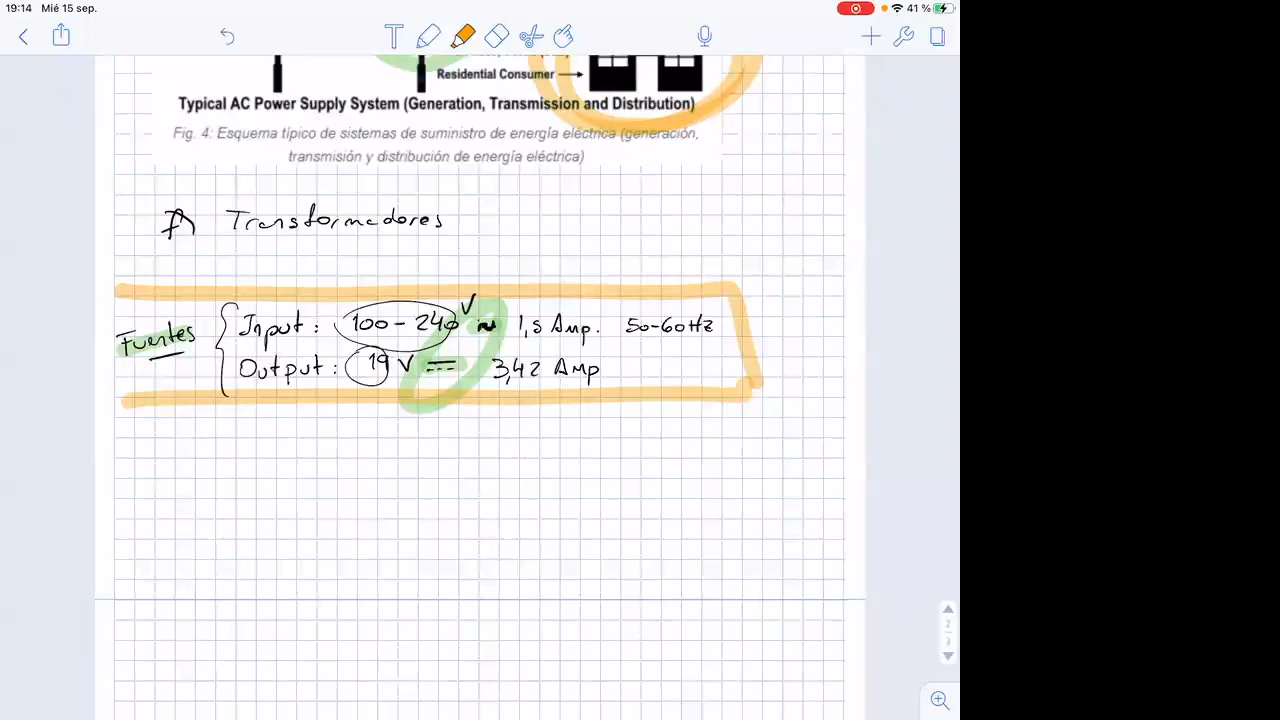 19:14 Mié 15 sep.
41 %
Residential Consumer
Typical AC Power Supply System (Generation, Transmission and Distribution)
Fig. 4: Esquema típico de sistemas de suministro de energía eléctrica (generación,
transmisión y distribución de energía eléctrica)
Transformadores
Fuentes
Input: 100 - 240 V ~ 1,5 Amp. 50-60Hz
Output: 19 V 3,42 Amp
2
3